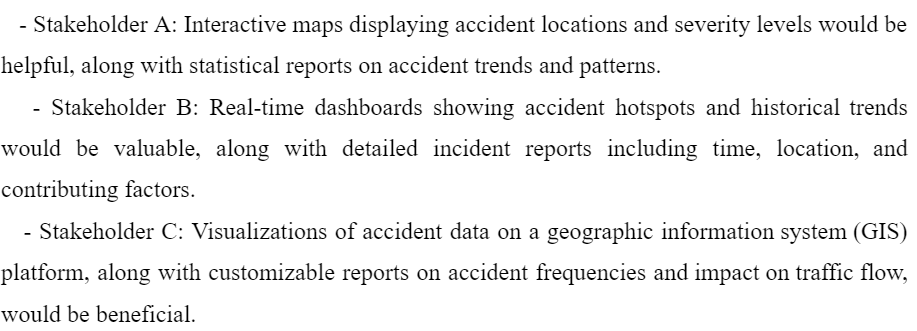 - Stakeholder A: Interactive maps displaying accident locations and severity levels would be
helpful, along with statistical reports on accident trends and patterns.
- Stakeholder B: Real-time dashboards showing accident hotspots and historical trends
would be valuable, along with detailed incident reports including time, location, and
contributing factors.
- Stakeholder C: Visualizations of accident data on a geographic information system (GIS)
platform, along with customizable reports on accident frequencies and impact on traffic flow,
would be beneficial.